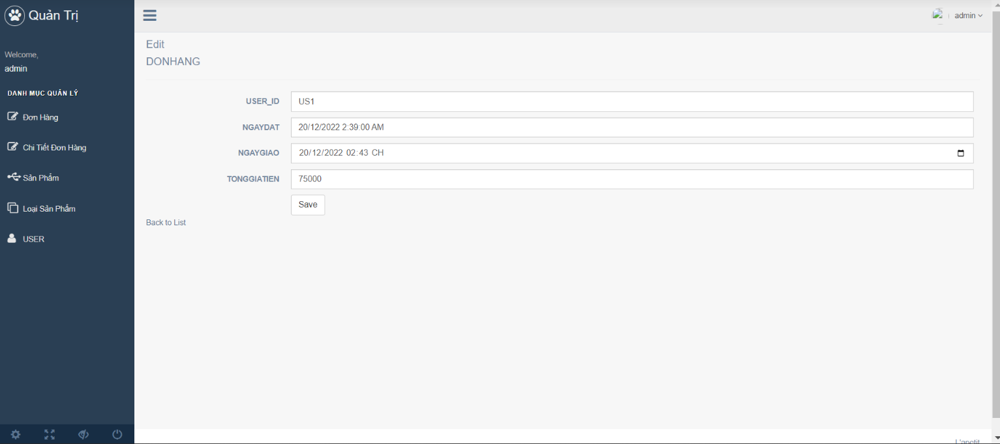 Quản Trị
admin
Welcome,
admin
DANH MỤC QUẢN LÝ
Đơn Hàng
Chi Tiết Đơn Hàng
Sản Phẩm
Loại Sản Phẩm
USER
Edit
DONHANG
USER_ID US1
NGAYDAT 20/12/2022 2:39:00 AM
NGAYGIAO 20/12/2022 02:43 CH
TONGGIATIEN 75000
Save
Back to List